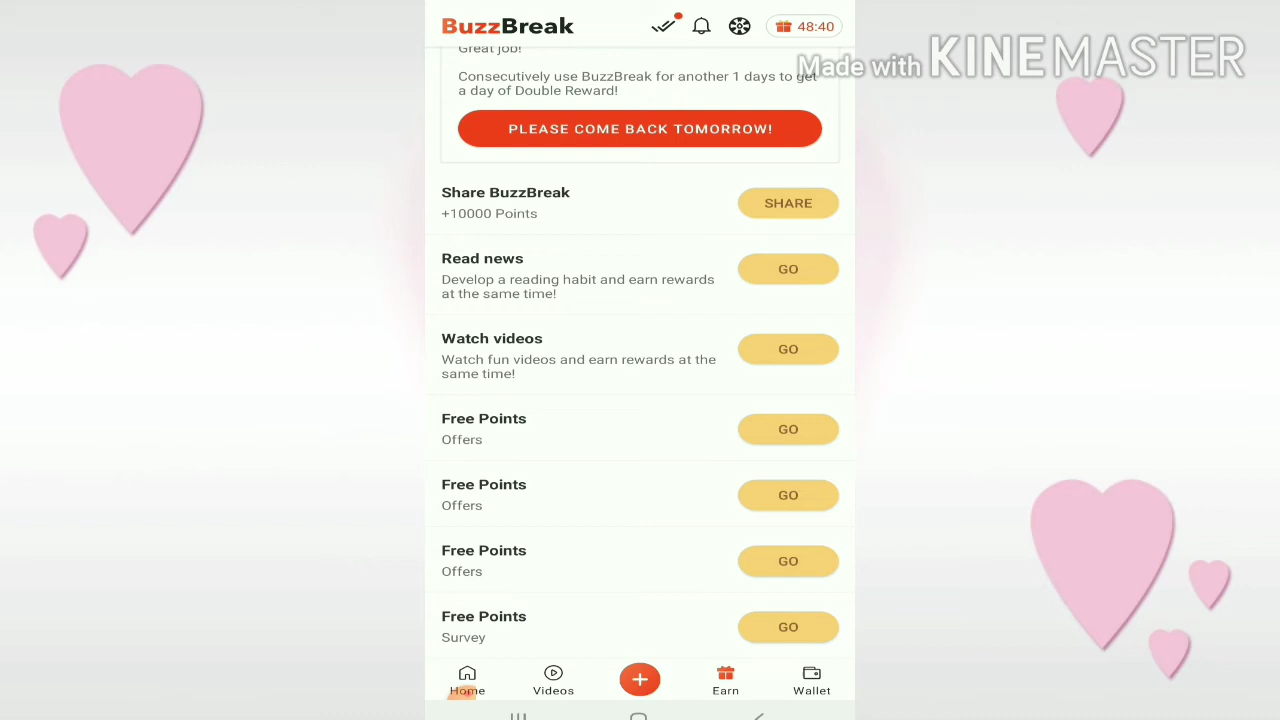 BuzzBreak
48:40
Made with KINEMASTER
Great job!
Consecutively use BuzzBreak for another 1 days to get
a day of Double Reward!
PLEASE COME BACK TOMORROW!
Share BuzzBreak
+10000 Points
SHARE
Read news
Develop a reading habit and earn rewards
at the same time!
GO
Watch videos
Watch fun videos and earn rewards at the
same time!
GO
Free Points
Offers
GO
Free Points
Offers
GO
Free Points
Offers
GO
Free Points
Survey
GO
Home
Videos
Earn
Wallet